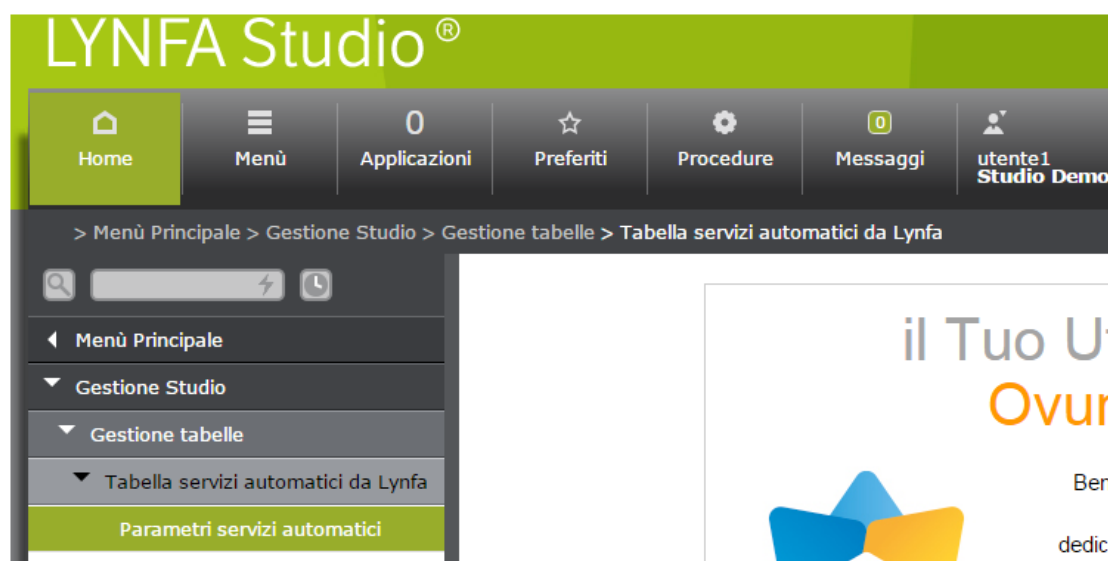 LYNFA Studio ®
0
0
Home Menù Applicazioni Preferiti Procedure Messaggi utente1
Studio Demo
> Menù Principale > Gestione Studio > Gestione tabelle > Tabella servizi automatici da Lynfa
Menù Principale
Gestione Studio
Gestione tabelle
Tabella servizi automatici da Lynfa
Parametri servizi automatici
il Tuo